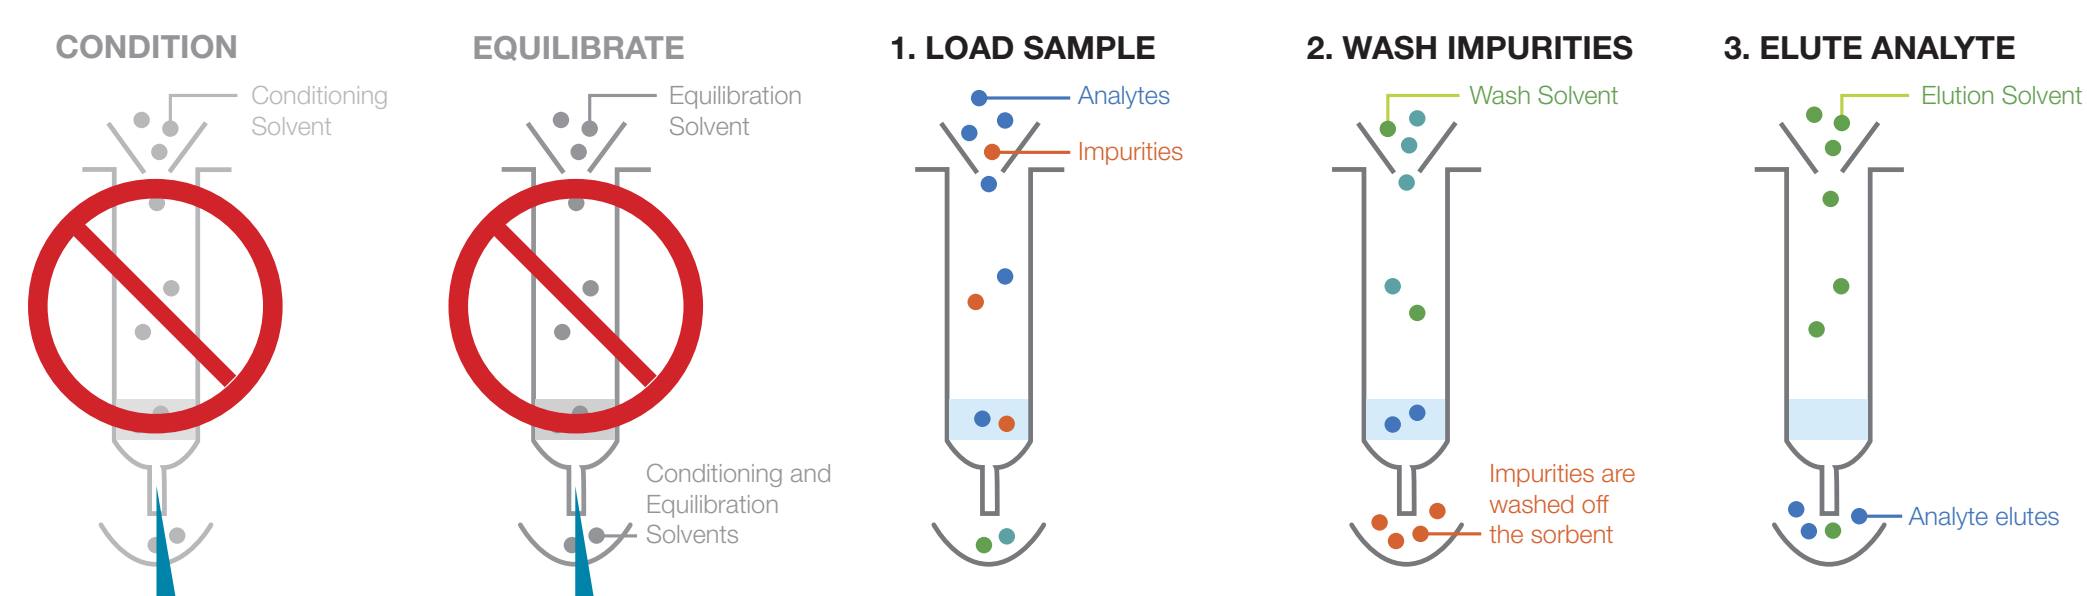 CONDITION
Conditioning
Solvent
EQUILIBRATE
Equilibration
Solvent
Conditioning and
Equilibration
Solvents
1. LOAD SAMPLE
Analytes
Impurities
2. WASH IMPURITIES
Wash Solvent
Impurities are
washed off
the sorbent
3. ELUTE ANALYTE
Elution Solvent
Analyte elutes